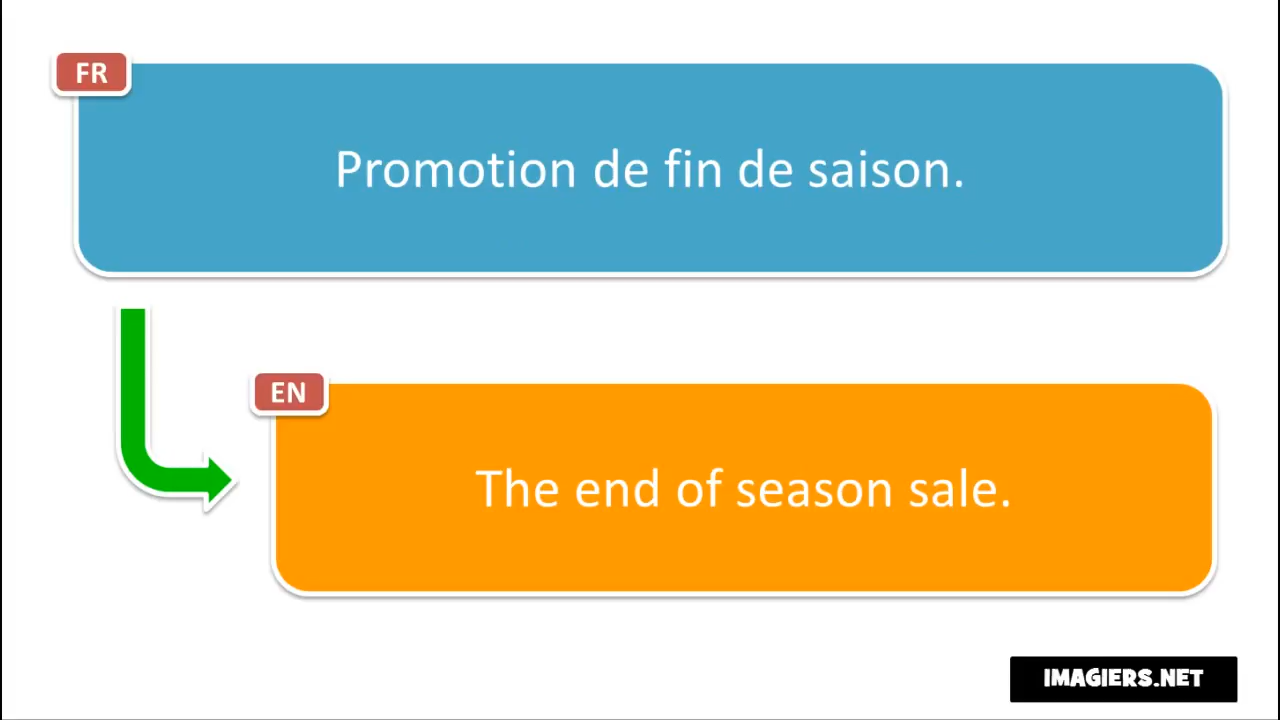 FR
Promotion de fin de saison.
EN
The end of season sale.
IMAGIERS.NET